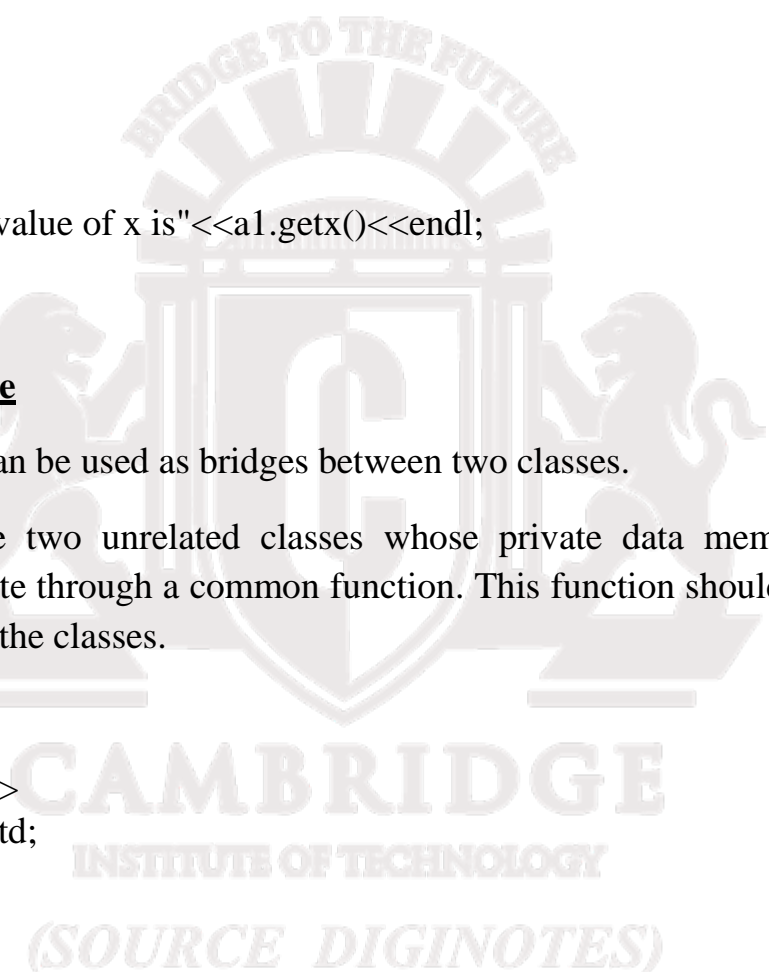 BRIDGE TO THE FUTURE
value of x is"<<a1.getx()<<endl;
e
an be used as bridges between two classes.
e two unrelated classes whose private data mem
te through a common function. This function should
the classes.
>
td;
C
CAMBRIDGE
INSTITUTE OF TECHNOLOGY
(SOURCE DIGINOTES)